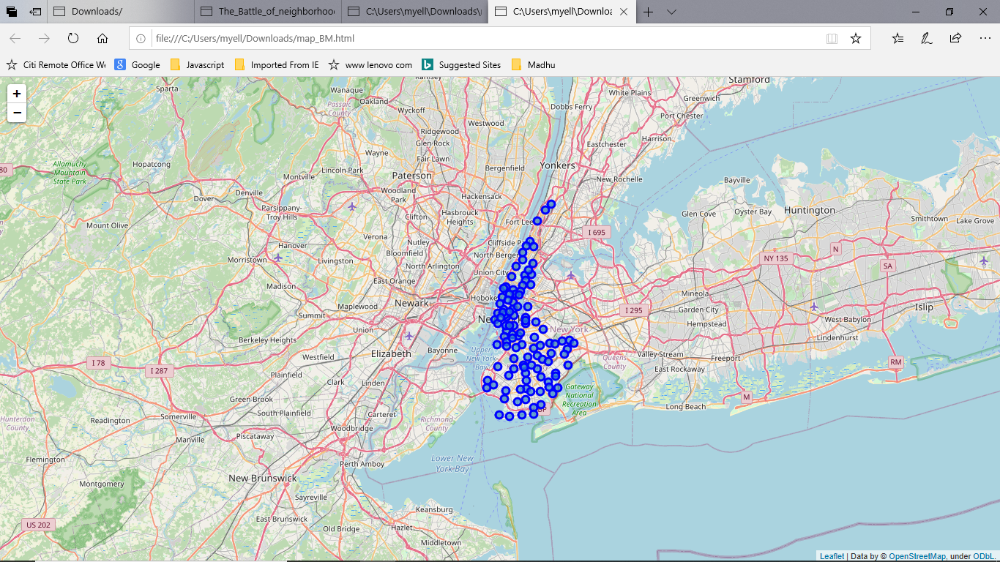 Downloads/
The_Battle_of_neighborhoo
C:\Users\myell\Downloads\
C:\Users\myell\Downloa
file:///C:/Users/myell/Downloads/map_BM.html
Citi Remote Office W
Google
Javascript
Imported From IE
www lenovo com
Suggested Sites
Madhu
+
−
Stamford
Sparta
Wanaque
Ramsey
Oakland
White Plains
Greenwich
Passaic
County
Wyckoff
Dobbs Ferry
Port Chester
Westwood
Ridgewood
Glen Rock
Eastchester
Harrison
Wayne
Fair Lawn
Allamuchy
Mountain
State Park
Hopatcong
Lincoln Park
Bergenfield
Yonkers
80
Montville
Paterson
New Rochelle
Bayville
Woodland
Park
Denville
Dover
Hackensack
Parsippany-
Troy Hills
Hasbrouck
Heights
Glen Cove
Oyster Bay
Huntington
Clifton
Fort Lee
Smithtown
Lake Grove
Mount Olive
I 695
Verona
Nutley
Cliffside P
Hanover
Bloomfield
North Berge
N
Morristown
Livingston
North Arlington
NY 135
SA
Union City
Madison
East Orange
Mineola
Newark
Hoboke
Maplewood
Garden City
I 295
Islip
Summit
Ne
k
Hempstead
West Babylon
Union
New York
Berkeley Heights
Lindenhurst
Bayonne
Upper
New York
Bay
Elizabeth
Valley Stream
Westfield
Queens
County
Freeport
I 78
RM
I 287
East Rockaway
Plainfield
Clark
Linden
Gateway
National
Recreation
Area
M
Green Brook
Long Beach
South Plainfield
Carteret
Somerville
Hunterdon
County
Readington
Richmond
County
Woodbridge
Piscataway
Manville
Flemington
Lower New
York Bay
Perth Amboy
New Brunswick
Montgomery
Sayreville
Keansburg
East Brunswick
US 202
Old Bridge
Hazlet
Middletown
Leaflet | Data by © OpenStreetMap, under ODbL.